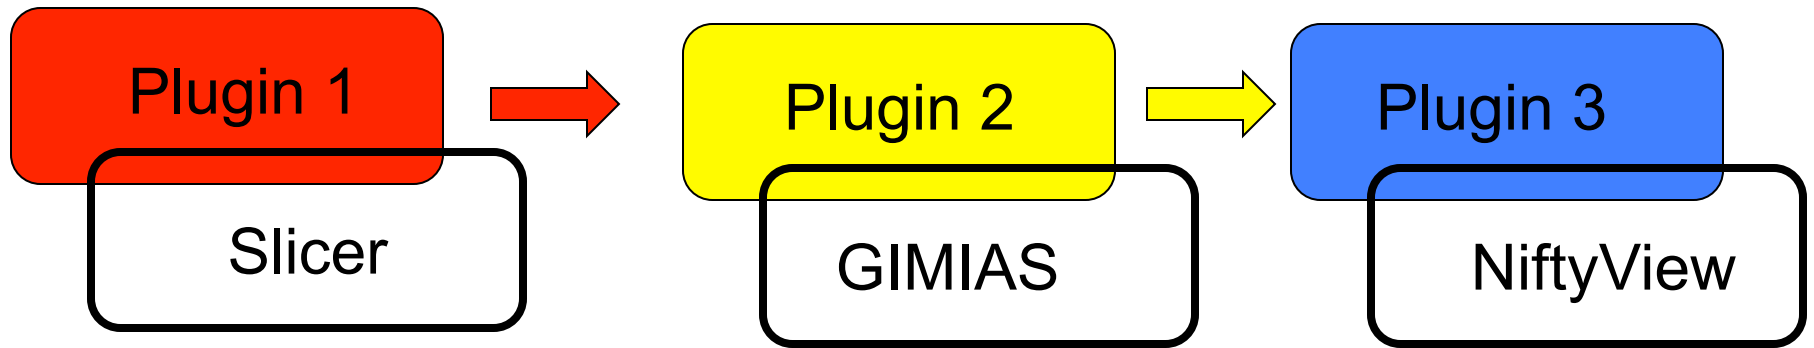 Plugin 1
Plugin 2
Plugin 3
Slicer
GIMIAS
NiftyView